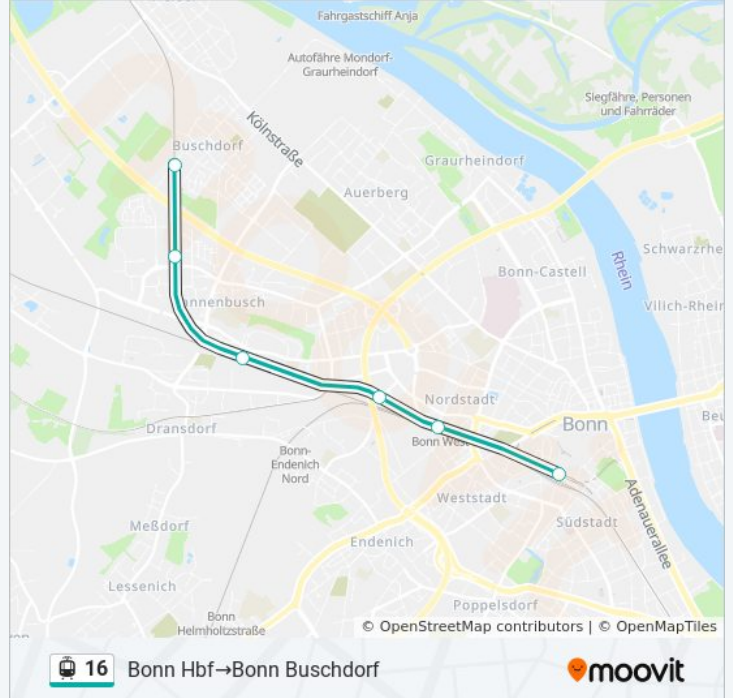 Fahrgastschiff Anja
Autofähre Mondorf-
Graurheindorf
Siegfähre, Personen
und Fahrräder
Kölnstraße
Buschdorf
Graurheindorf
Auerberg
Rhein
Schwarzrhe
Bonn-Castell
annenbusch
Vilich-Rhein
Nordstadt
Bonn
Beu
Dransdorf
Bonn West
Bonn-
Endenich
Nord
Adenauerallee
Weststadt
Südstadt
Meßdorf
Endenich
Lessenich
Poppelsdorf
Bonn
Helmholtzstraße
© OpenStreetMap contributors | © OpenMapTiles
16 Bonn Hbf→Bonn Buschdorf
moovit